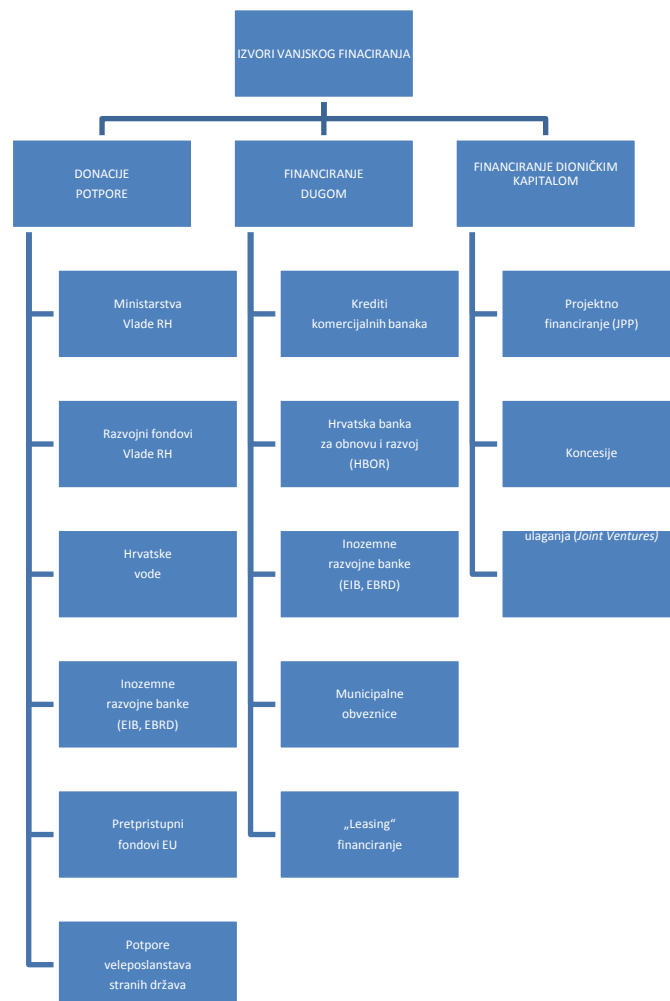 IZVORI VANJSKOG FINACIRANJA
DONACIJE
POTPORE
FINANCIRANJE
DUGOM
FINANCIRANJE DIONIČKIM
KAPITALOM
Ministarstva
Vlade RH
Razvojni fondovi
Vlade RH
Hrvatske
vode
Inozemne
razvojne banke
(EIB, EBRD)
Pretpristupni
fondovi EU
Potpore
veleposlanstava
stranih država
Krediti
komercijalnih banaka
Hrvatska banka
za obnovu i razvoj
(HBOR)
Inozemne
razvojne banke
(EIB, EBRD)
Municipalne
obveznice
„Leasing“
financiranje
Projektno
financiranje (JPP)
Koncesije
ulaganja (Joint Ventures)